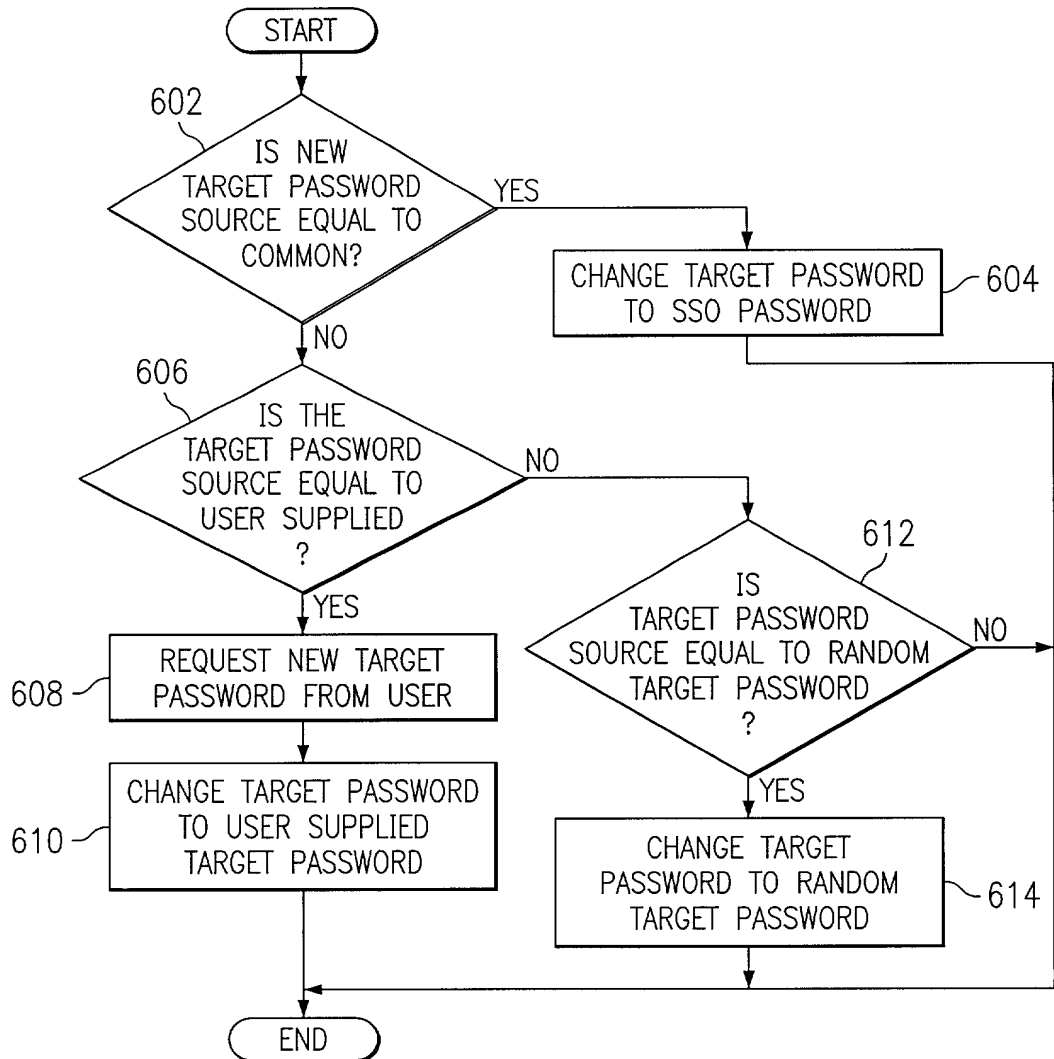 START
602
IS NEW
TARGET PASSWORD
SOURCE EQUAL TO
COMMON?
YES
CHANGE TARGET PASSWORD
TO SSO PASSWORD
604
NO
606
IS THE
TARGET PASSWORD
SOURCE EQUAL TO
USER SUPPLIED
?
NO
612
IS
TARGET PASSWORD
SOURCE EQUAL TO RANDOM
TARGET PASSWORD
?
NO
YES
REQUEST NEW TARGET
PASSWORD FROM USER
608
CHANGE TARGET PASSWORD
TO USER SUPPLIED
TARGET PASSWORD
610
YES
CHANGE TARGET
PASSWORD TO RANDOM
TARGET PASSWORD
614
END